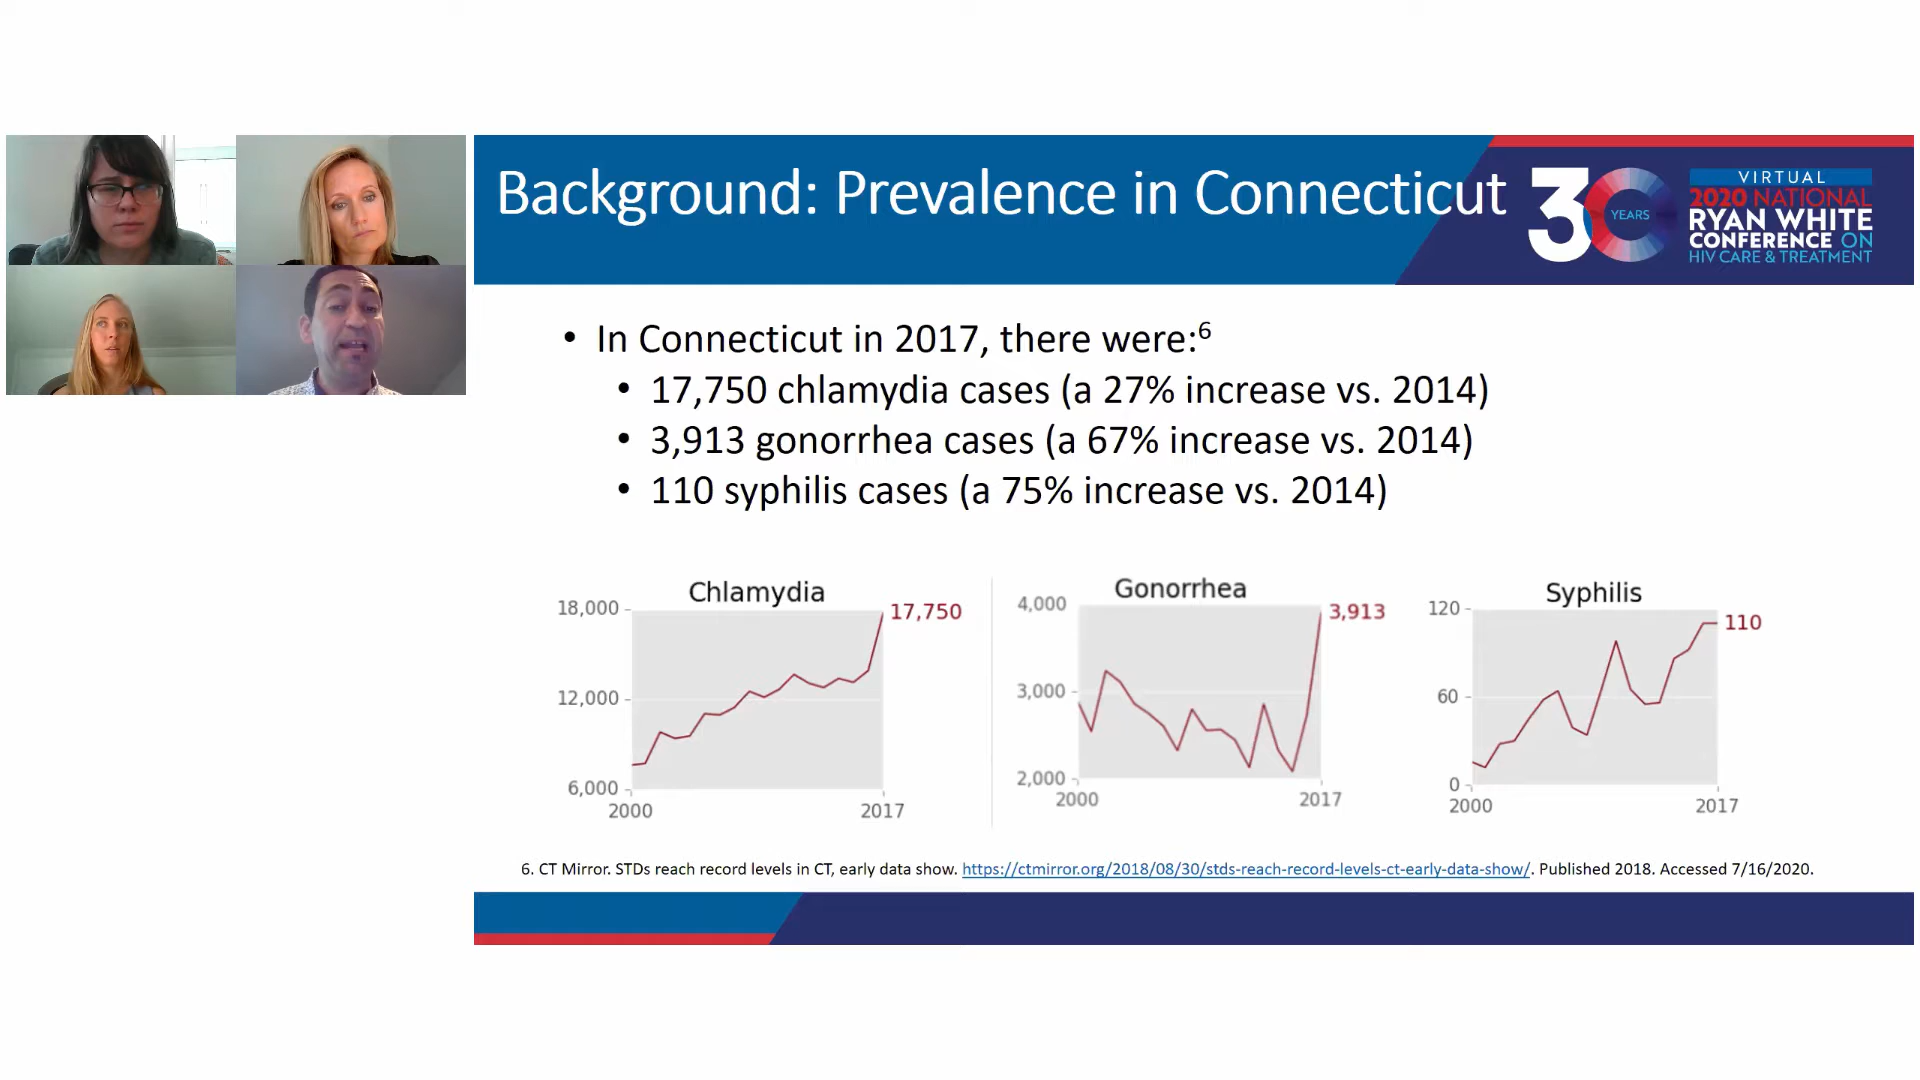 Background: Prevalence in Connecticut
30
YEARS
VIRTUAL
2020 NATIONAL
RYAN WHITE
CONFERENCE ON
HIV CARE & TREATMENT
• In Connecticut in 2017, there were:⁶
• 17,750 chlamydia cases (a 27% increase vs. 2014)
• 3,913 gonorrhea cases (a 67% increase vs. 2014)
• 110 syphilis cases (a 75% increase vs. 2014)
Chlamydia
18,000
17,750
12,000
6,000
2000 2017
Gonorrhea
4,000
3,913
3,000
2,000
2000 2017
Syphilis
120
110
60
0
2000 2017
6. CT Mirror. STDs reach record levels in CT, early data show. https://ctmirror.org/2018/08/30/stds-reach-record-levels-ct-early-data-show/. Published 2018. Accessed 7/16/2020.